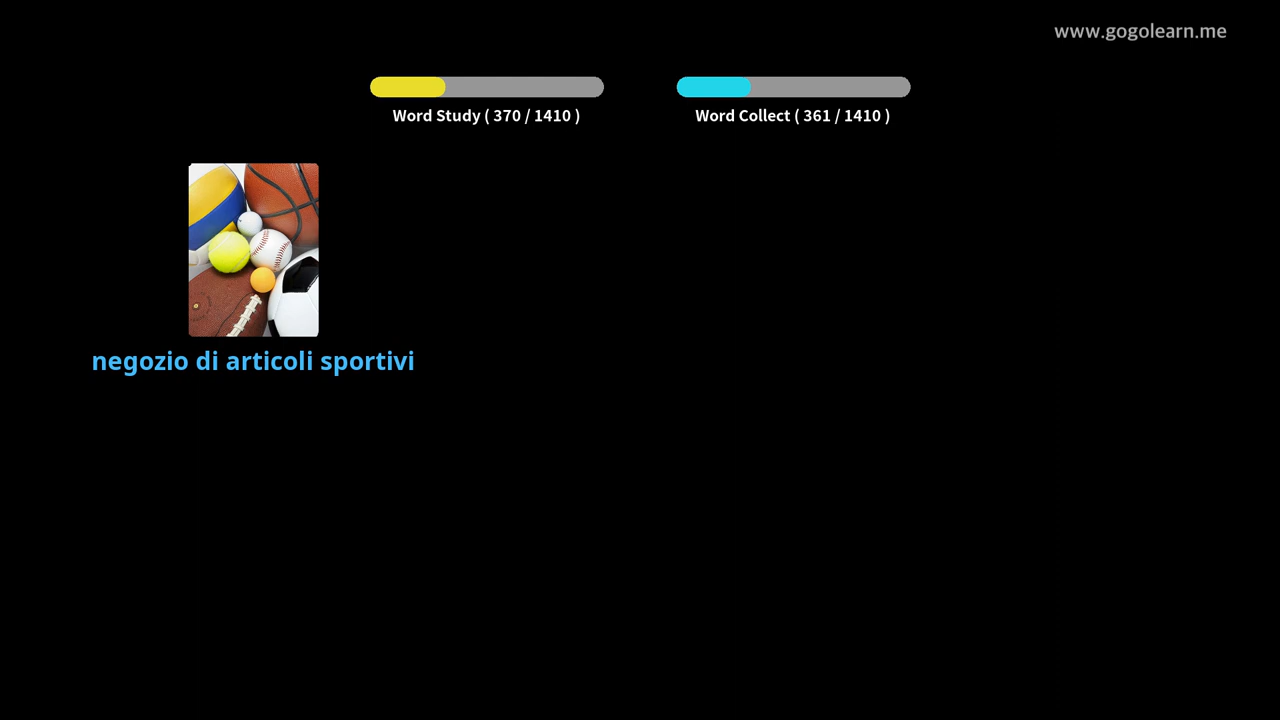 www.gogolearn.me
Word Study ( 370 / 1410 )
Word Collect ( 361 / 1410 )
negozio di articoli sportivi